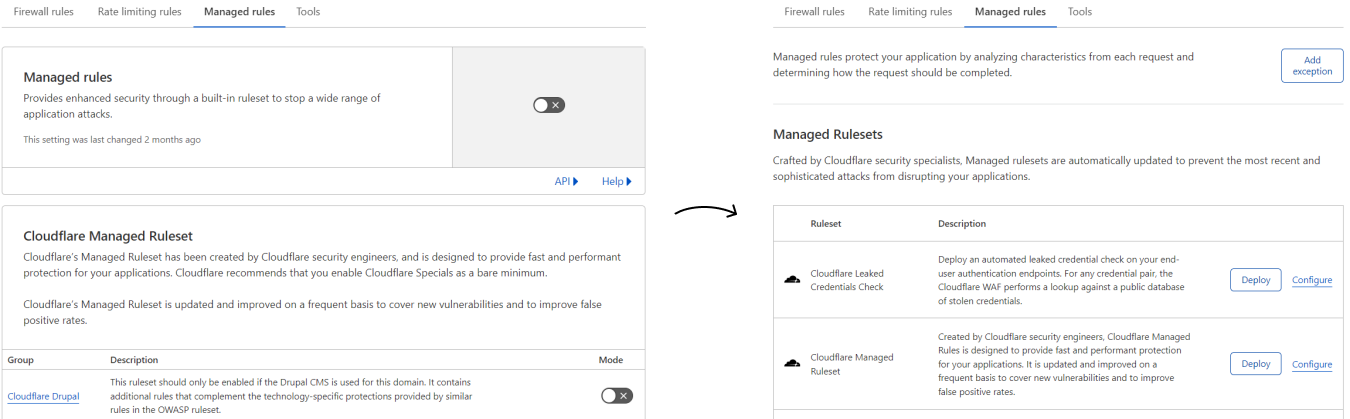 Firewall rules Rate limiting rules Managed rules Tools
Managed rules
Provides enhanced security through a built-in ruleset to stop a wide range of
application attacks.
This setting was last changed 2 months ago
API Help
Cloudflare Managed Ruleset
Cloudflare's Managed Ruleset has been created by Cloudflare security engineers, and is designed to provide fast and performant
protection for your applications. Cloudflare recommends that you enable Cloudflare Specials as a bare minimum.
Cloudflare's Managed Ruleset is updated and improved on a frequent basis to cover new vulnerabilities and to improve false
positive rates.
Group Description Mode
Cloudflare Drupal
This ruleset should only be enabled if the Drupal CMS is used for this domain. It contains
additional rules that complement the technology-specific protections provided by similar
rules in the OWASP ruleset.
Firewall rules Rate limiting rules Managed rules Tools
Managed rules protect your application by analyzing characteristics from each request and
determining how the request should be completed.
Add
exception
Managed Rulesets
Crafted by Cloudflare security specialists, Managed rulesets are automatically updated to prevent the most recent and
sophisticated attacks from disrupting your applications.
Ruleset Description
Cloudflare Leaked
Credentials Check
Deploy an automated leaked credential check on your end-
user authentication endpoints. For any credential pair, the
Cloudflare WAF performs a lookup against a public database
of stolen credentials.
Deploy Configure
Cloudflare Managed
Ruleset
Created by Cloudflare security engineers, Cloudflare Managed
Rules is designed to provide fast and performant protection
for your applications. It is updated and improved on a
frequent basis to cover new vulnerabilities and to improve
false positive rates.
Deploy Configure